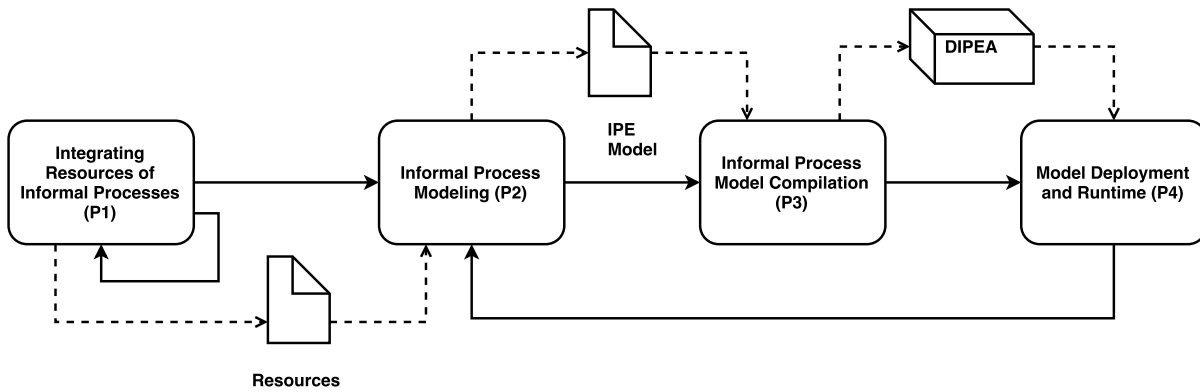 DIPEA
IPE
Model
Integrating
Resources of
Informal Processes
(P1)
Informal Process
Modeling (P2)
Informal Process
Model Compilation
(P3)
Model Deployment
and Runtime (P4)
Resources